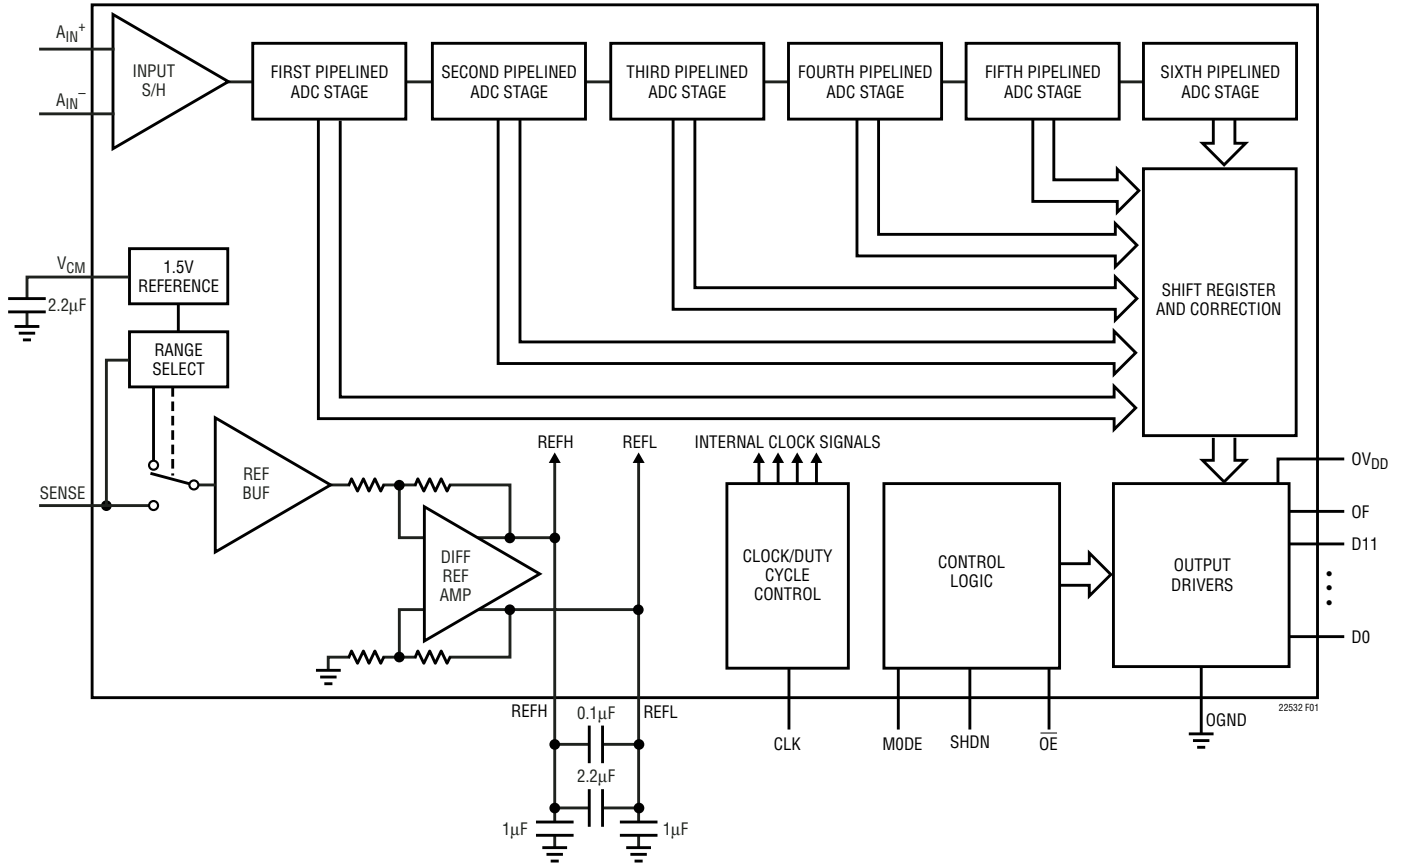 AIN+
AIN−
INPUT
S/H
FIRST PIPELINED
ADC STAGE
SECOND PIPELINED
ADC STAGE
THIRD PIPELINED
ADC STAGE
FOURTH PIPELINED
ADC STAGE
FIFTH PIPELINED
ADC STAGE
SIXTH PIPELINED
ADC STAGE
VCM
2.2µF
1.5V
REFERENCE
RANGE
SELECT
SHIFT REGISTER
AND CORRECTION
SENSE
REF
BUF
REFH
REFL
INTERNAL CLOCK SIGNALS
DIFF
REF
AMP
CLOCK/DUTY
CYCLE
CONTROL
CONTROL
LOGIC
OUTPUT
DRIVERS
OVDD
OF
D11
D0
22532 F01
REFH
0.1µF
REFL
2.2µF
1µF
1µF
CLK
MODE
SHDN
O̅E̅
OGND